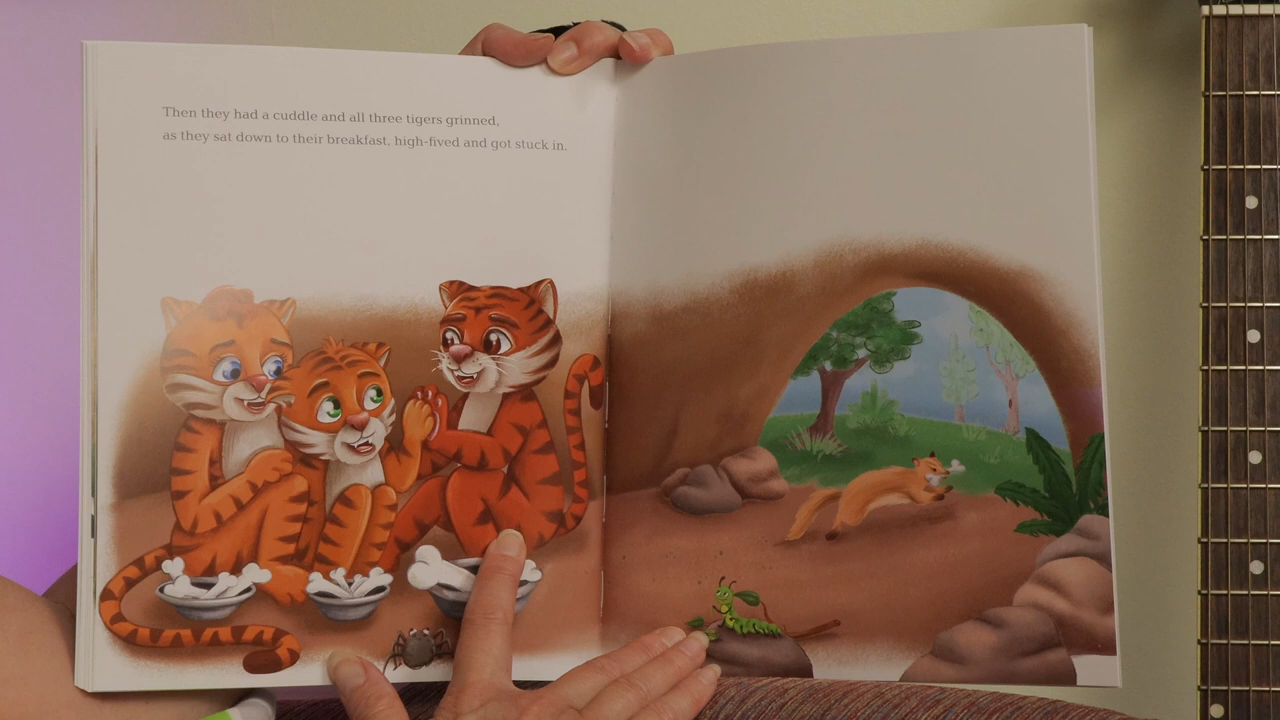 Then they had a cuddle and all three tigers grinned,
as they sat down to their breakfast, high-fived and got stuck in.